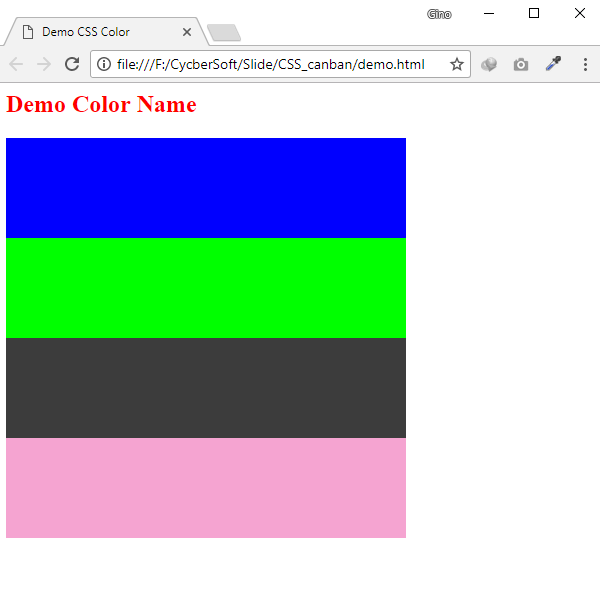 Gino
Demo CSS Color
file:///F:/CycberSoft/Slide/CSS_canban/demo.html
Demo Color Name